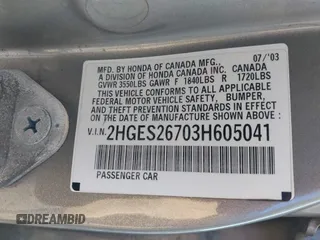 MFD. BY HONDA OF CANADA MFG., 07/'03
A DIVISION OF HONDA CANADA INC, CANADA
GVWR 3550LBS GAWR F 1840LBS R 1720LBS
THIS VEHICLE CONFORMS TO ALL APPLICABLE
FEDERAL MOTOR VEHICLE SAFETY, BUMPER,
AND THEFT PREVENTION STANDARDS IN EFFECT
ON THE DATE OF MANUFACTURE SHOWN ABOVE.
V.I.N. 2HGES26703H605041
PASSENGER CAR
DREAMBID